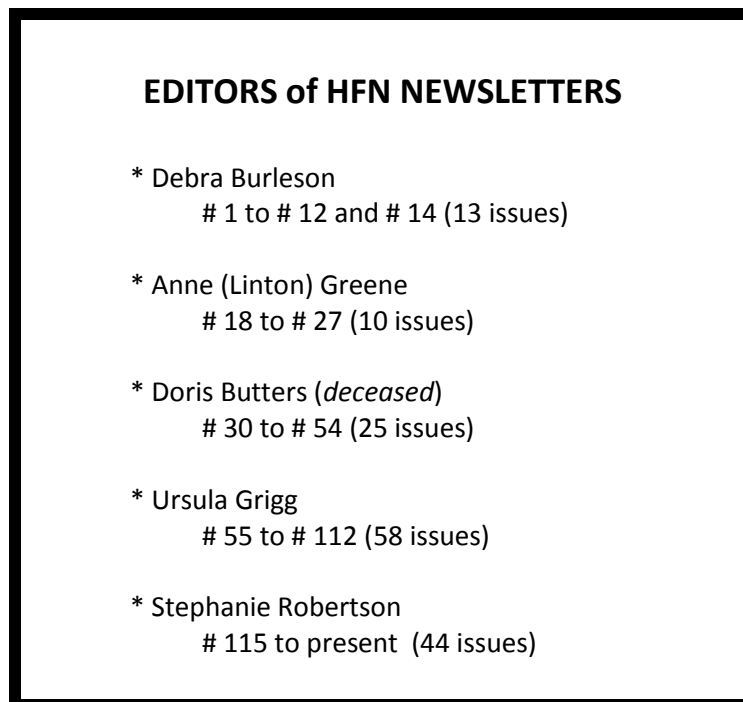 EDITORS of HFN NEWSLETTERS
* Debra Burleson
# 1 to # 12 and # 14 (13 issues)
* Anne (Linton) Greene
# 18 to # 27 (10 issues)
* Doris Butters (deceased)
# 30 to # 54 (25 issues)
* Ursula Grigg
# 55 to # 112 (58 issues)
* Stephanie Robertson
# 115 to present (44 issues)